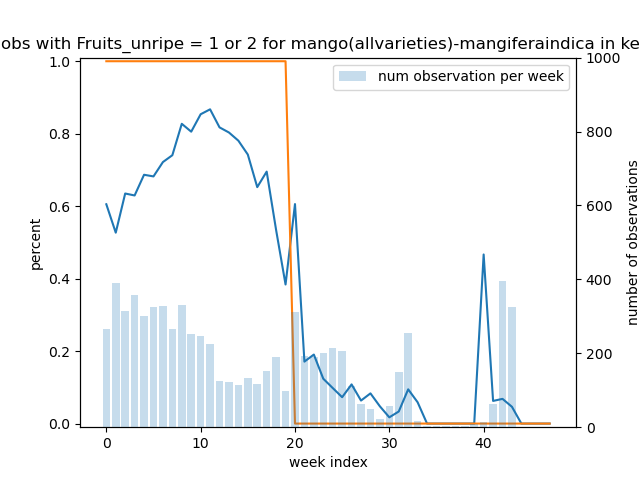 obs with Fruits_unripe = 1 or 2 for mango(allvarieties)-mangiferaindica in ke
num observation per week
percent
number of observations
1.0
0.8
0.6
0.4
0.2
0.0
1000
800
600
400
200
0
0 10 20 30 40
week index